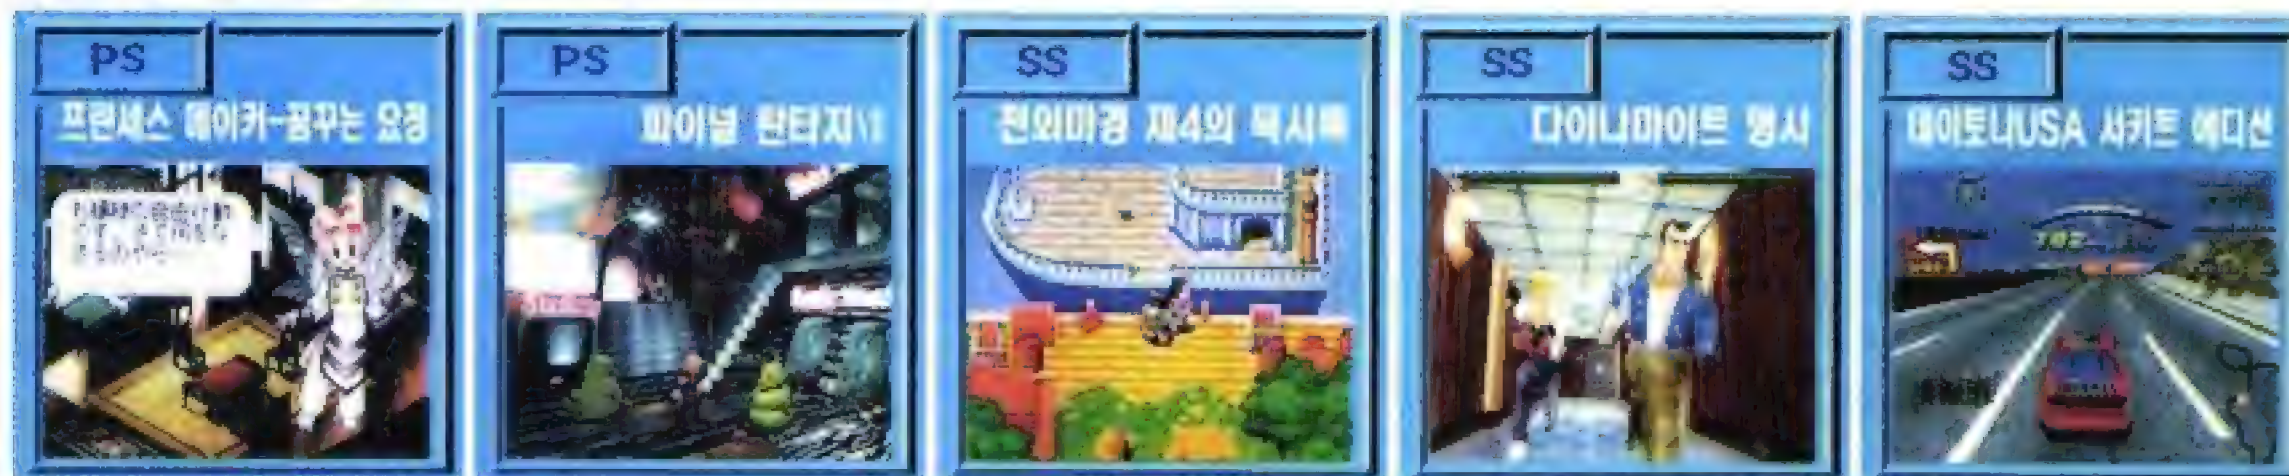 PS
프린세스 메이커-꿈꾸는 요정
PS
파이널 판타지Ⅶ
SS
천외마경 제4의 묵시록
SS
다이나마이트 형사
SS
데이토나USA 서키트 에디션